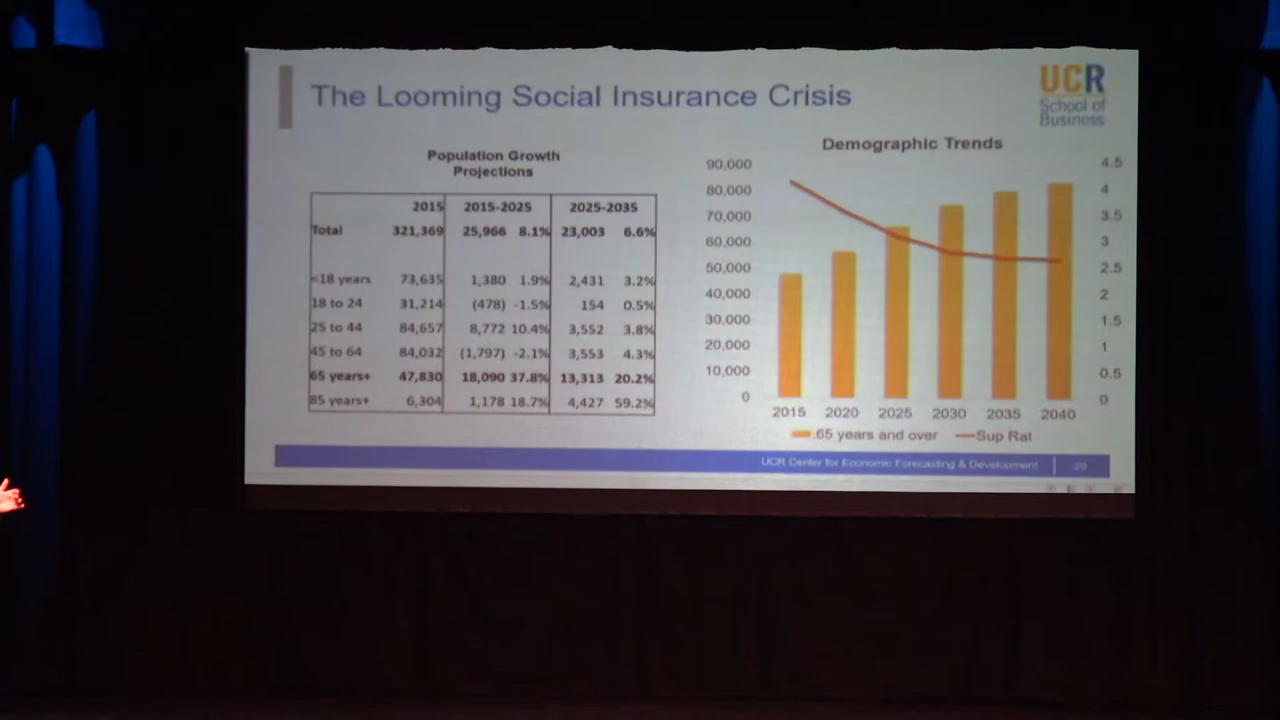 The Looming Social Insurance Crisis
UCR
School of
Business
Population Growth
Projections
2015 2015-2025 2025-2035
Total 321,369 25,966 8.1% 23,003 6.6%
<18 years 73,635 1,380 1.9% 2,431 3.2%
18 to 24 31,214 (478) -1.5% 154 0.5%
25 to 44 84,657 8,772 10.4% 3,552 3.8%
45 to 64 84,032 (1,797) -2.1% 3,553 4.3%
65 years+ 47,830 18,090 37.8% 13,313 20.2%
85 years+ 6,304 1,178 18.7% 4,427 59.2%
Demographic Trends
90,000
80,000
70,000
60,000
50,000
40,000
30,000
20,000
10,000
0
4.5
4
3.5
3
2.5
2
1.5
1
0.5
0
2015 2020 2025 2030 2035 2040
65 years and over Sup Rat
UCR Center for Economic Forecasting & Development 20